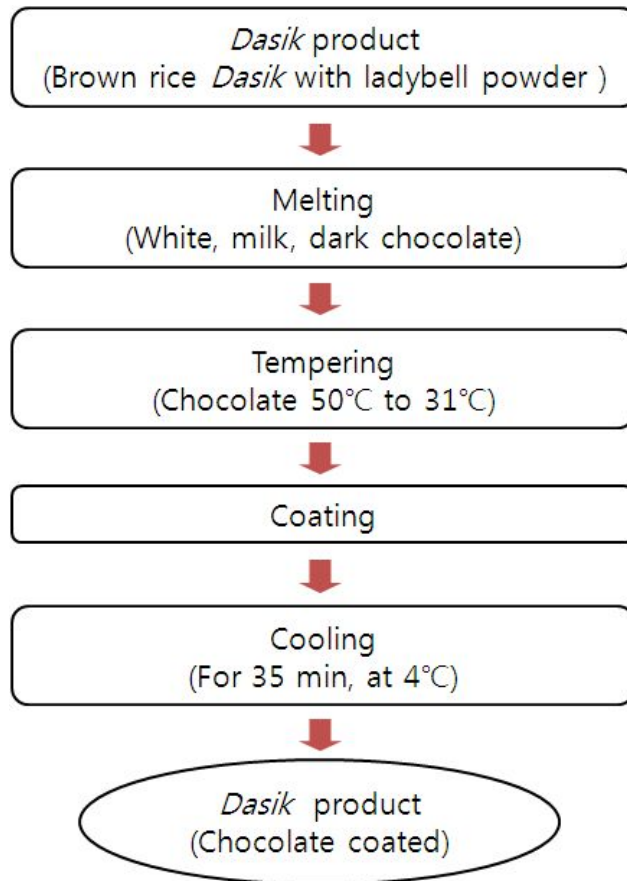 Dasik product
(Brown rice Dasik with ladybell powder )
Melting
(White, milk, dark chocolate)
Tempering
(Chocolate 50℃ to 31℃)
Coating
Cooling
(For 35 min, at 4℃)
Dasik product
(Chocolate coated)